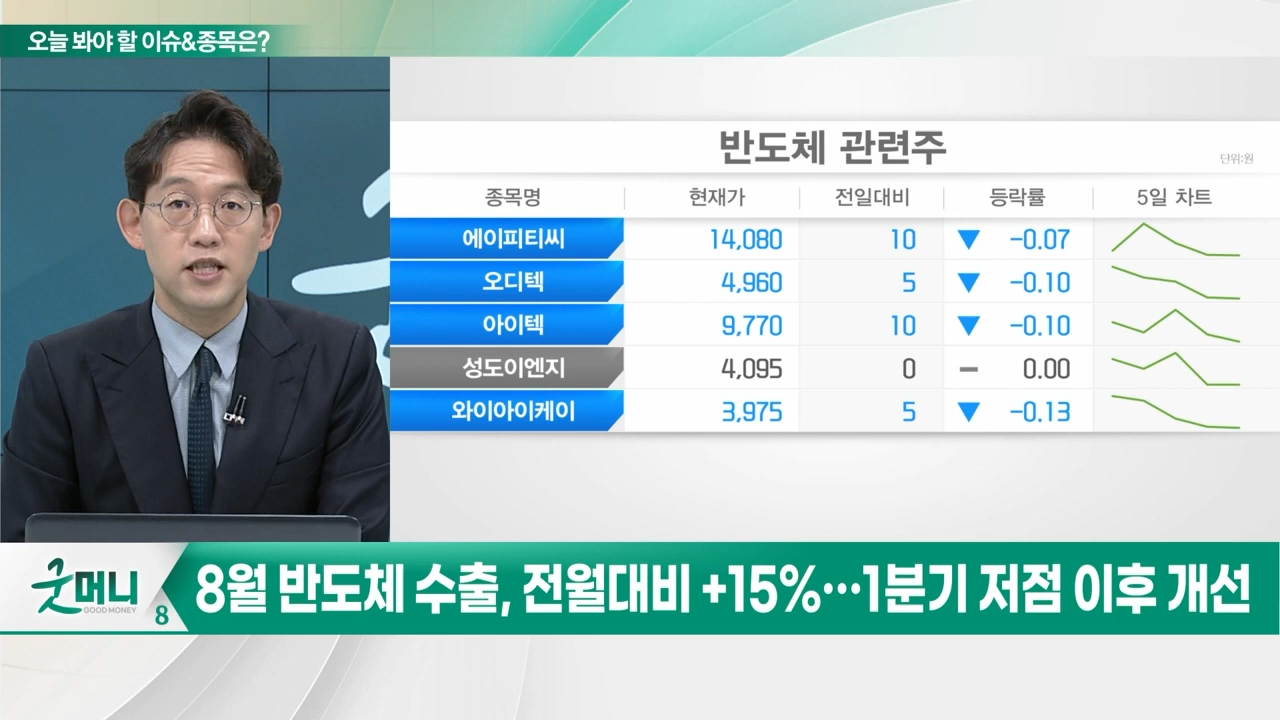 오늘 봐야 할 이슈&종목은?
반도체 관련주
단위:원
종목명 현재가 전일대비 등락률 5일 차트
에이피티씨 14,080 10 ▼ -0.07
오디텍 4,960 5 ▼ -0.10
아이텍 9,770 10 ▼ -0.10
성도이엔지 4,095 0 – 0.00
와이아이케이 3,975 5 ▼ -0.13
굿머니
GOOD MONEY
8
8월 반도체 수출, 전월대비 +15%…1분기 저점 이후 개선